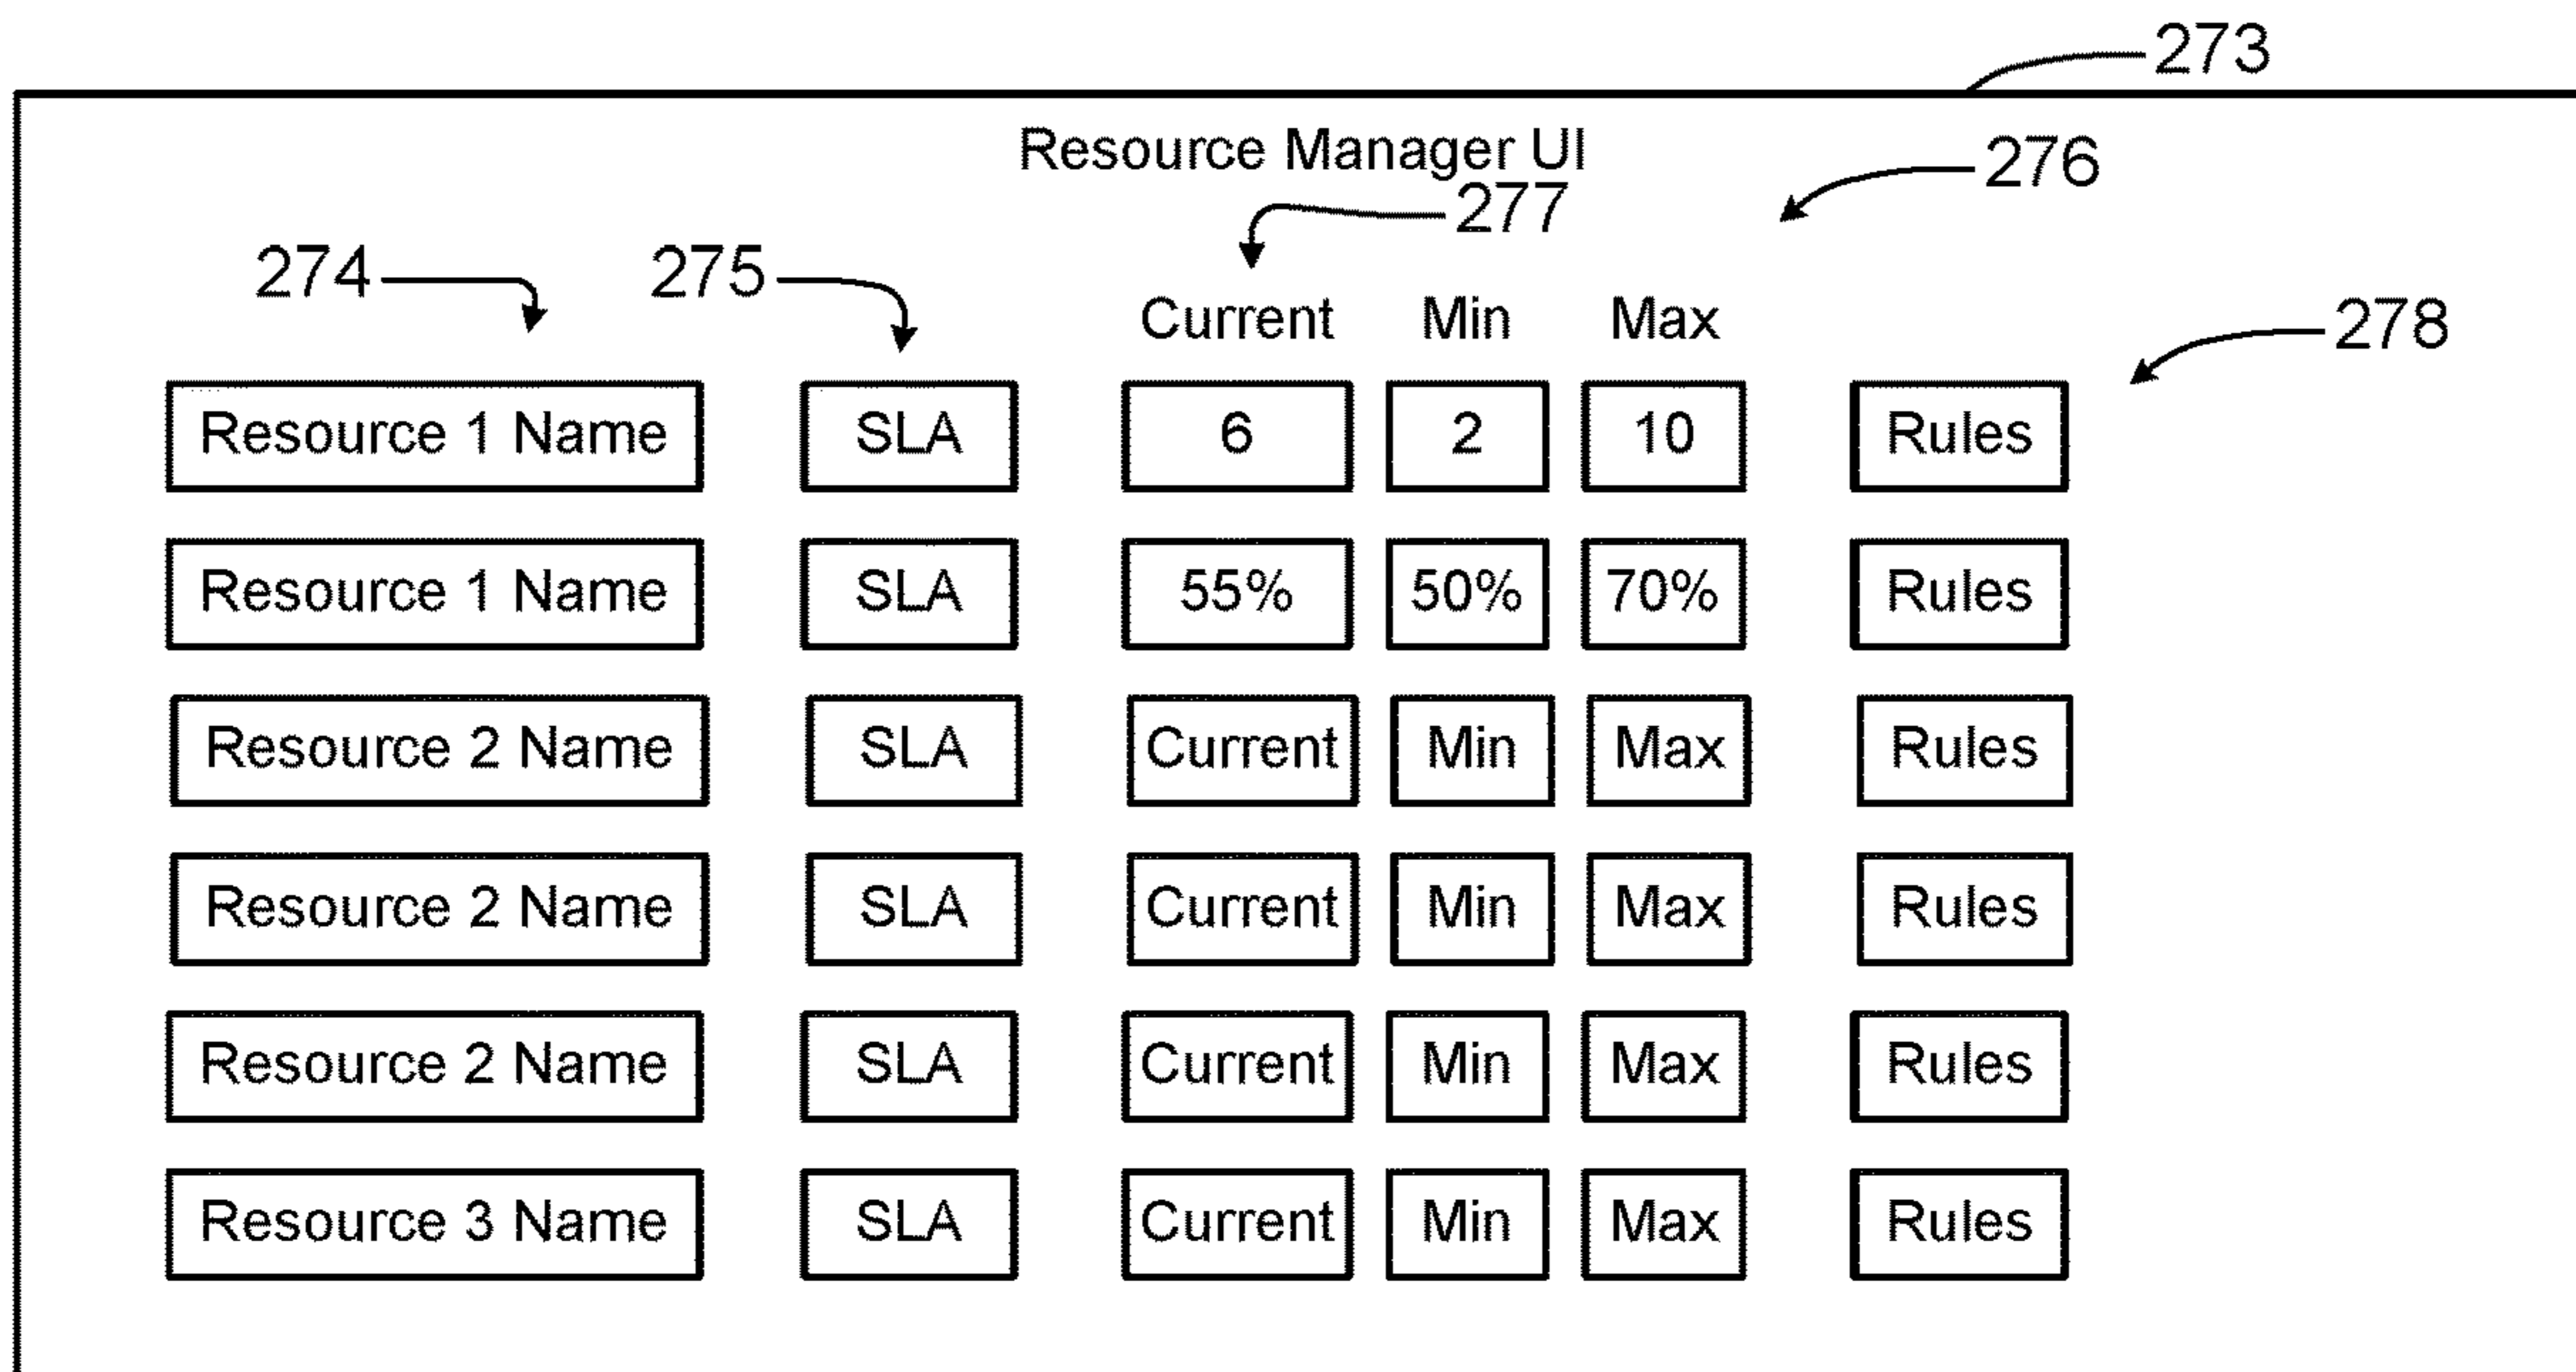 273
Resource Manager UI
276
277
274
275
Current Min Max
278
Resource 1 Name SLA 6 2 10 Rules
Resource 1 Name SLA 55% 50% 70% Rules
Resource 2 Name SLA Current Min Max Rules
Resource 2 Name SLA Current Min Max Rules
Resource 2 Name SLA Current Min Max Rules
Resource 3 Name SLA Current Min Max Rules